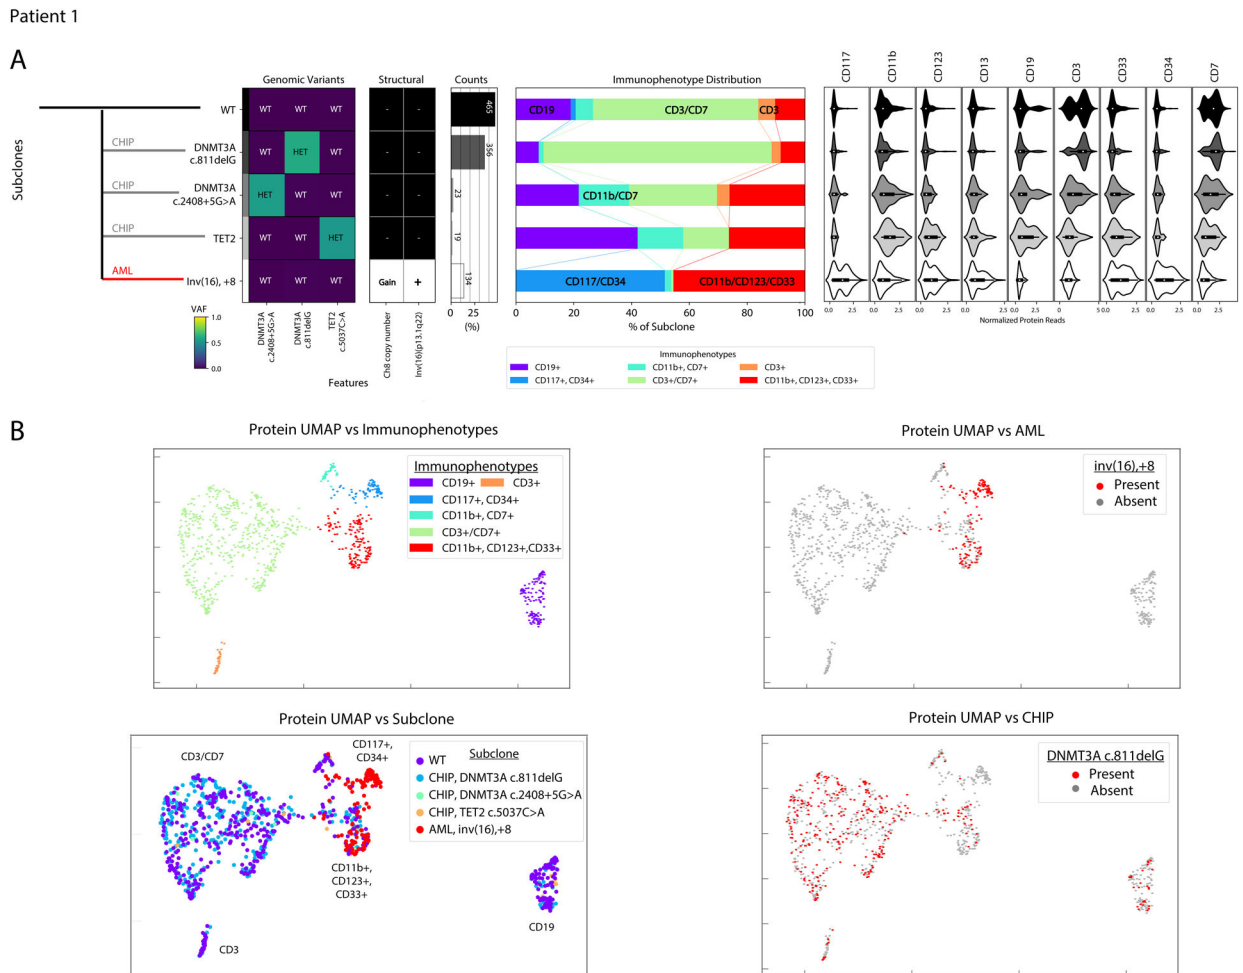 Patient 1
A
Genomic Variants
Structural
Counts
Immunophenotype Distribution
CD117
CD11b
CD123
CD13
CD19
CD3
CD33
CD34
CD7
Subclones
WT
WT
WT
WT
-
-
465
CD19
CD3/CD7
CD3
CHIP
DNMT3A
c.811delG
WT
HET
WT
-
-
356
CHIP
DNMT3A
c.2408+5G>A
HET
WT
WT
-
-
23
CD11b/CD7
CHIP
TET2
WT
WT
HET
-
-
19
AML
Inv(16), +8
WT
WT
WT
Gain
+
134
CD117/CD34
CD11b/CD123/CD33
VAF
1.0
0.5
0.0
DNMT3A
c.2408+5G>A
DNMT3A
c.811delG
TET2
c.5037C>A
Ch8 copy number
Inv(16)(p13.1q22)
Features
0
25
(%)
0
20
40
60
80
100
% of Subclone
Normalized Protein Reads
Immunophenotypes
CD19+
CD11b+, CD7+
CD3+
CD117+, CD34+
CD3+/CD7+
CD11b+, CD123+, CD33+
B
Protein UMAP vs Immunophenotypes
Immunophenotypes
CD19+
CD3+
CD117+, CD34+
CD11b+, CD7+
CD3+/CD7+
CD11b+, CD123+,CD33+
Protein UMAP vs AML
inv(16),+8
Present
Absent
Protein UMAP vs Subclone
CD3/CD7
CD117+,
CD34+
Subclone
WT
CHIP, DNMT3A c.811delG
CHIP, DNMT3A c.2408+5G>A
CHIP, TET2 c.5037C>A
AML, inv(16),+8
CD11b+,
CD123+,
CD33+
CD3
CD19
Protein UMAP vs CHIP
DNMT3A c.811delG
Present
Absent